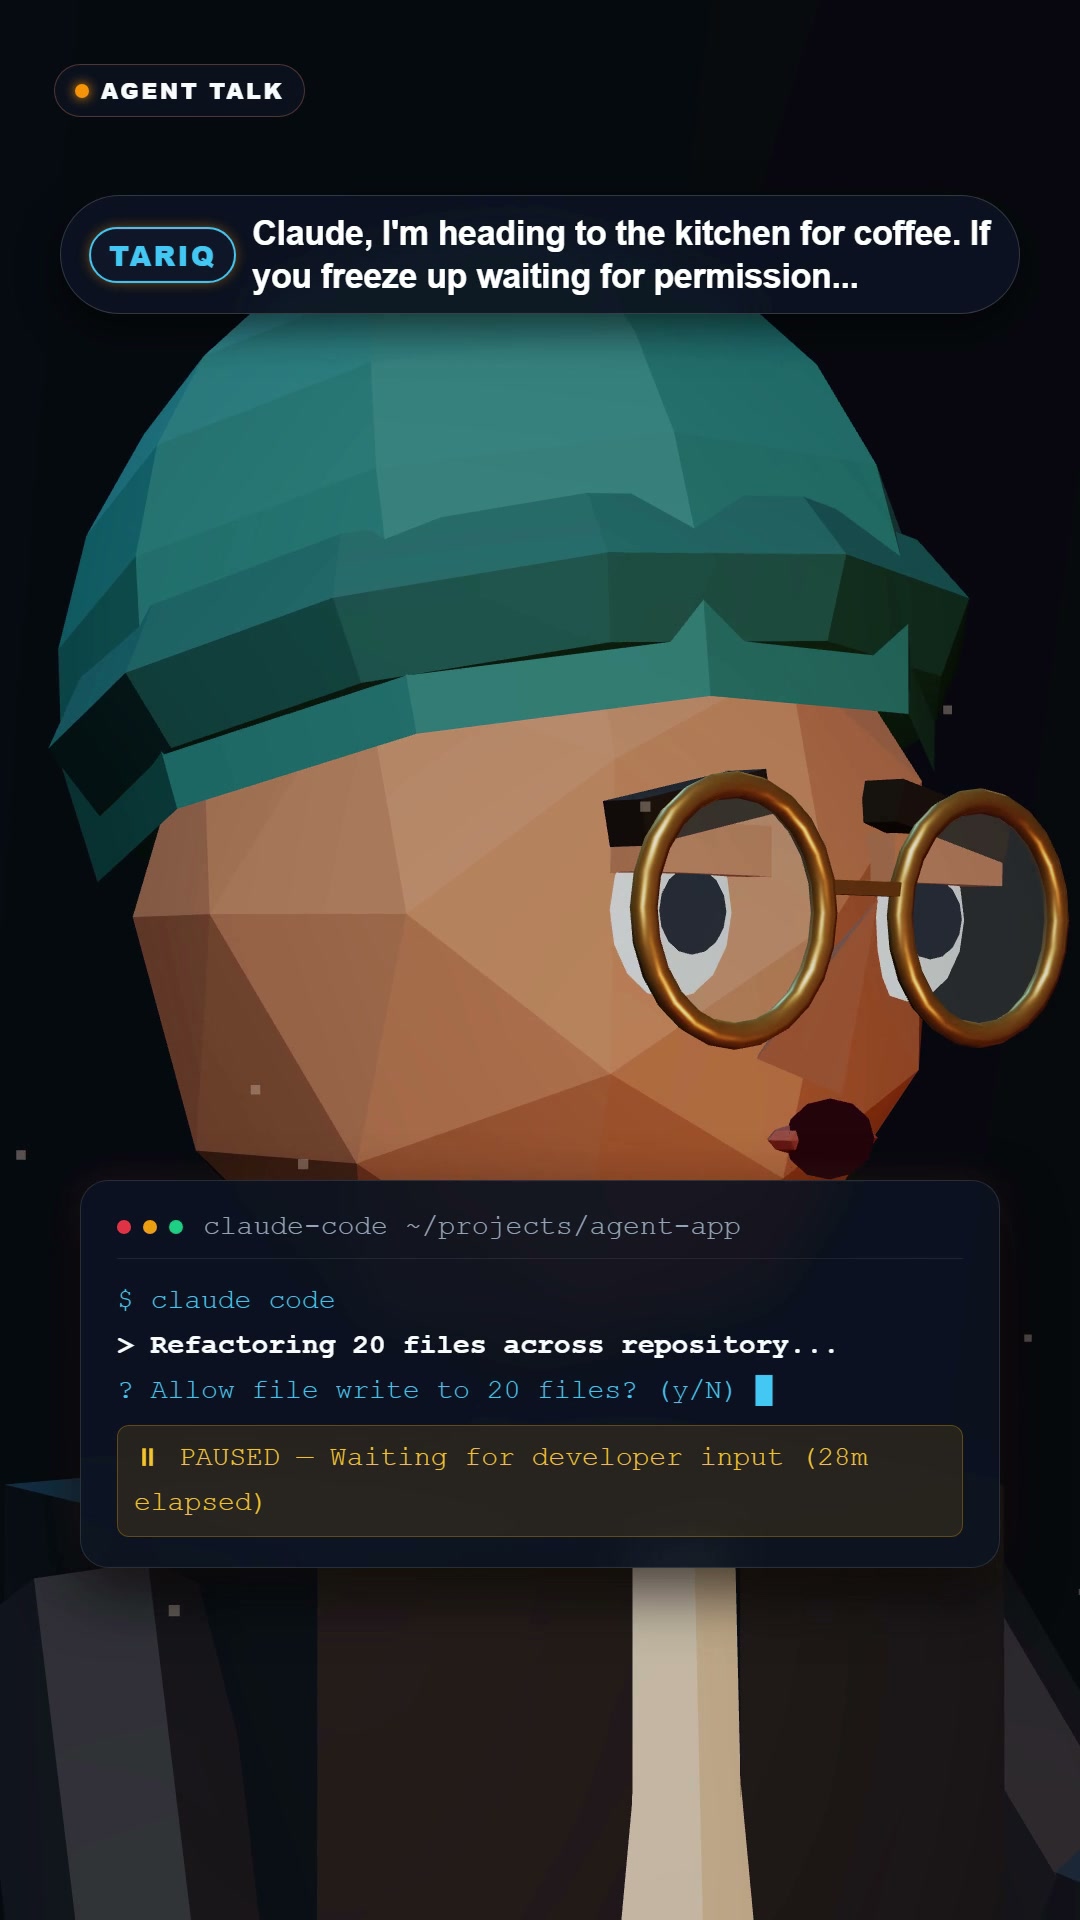 AGENT TALK
TARIQ
Claude, I'm heading to the kitchen for coffee. If
you freeze up waiting for permission...
claude-code ~/projects/agent-app
$ claude code
> Refactoring 20 files across repository...
? Allow file write to 20 files? (y/N)
⏸ PAUSED — Waiting for developer input (28m
elapsed)